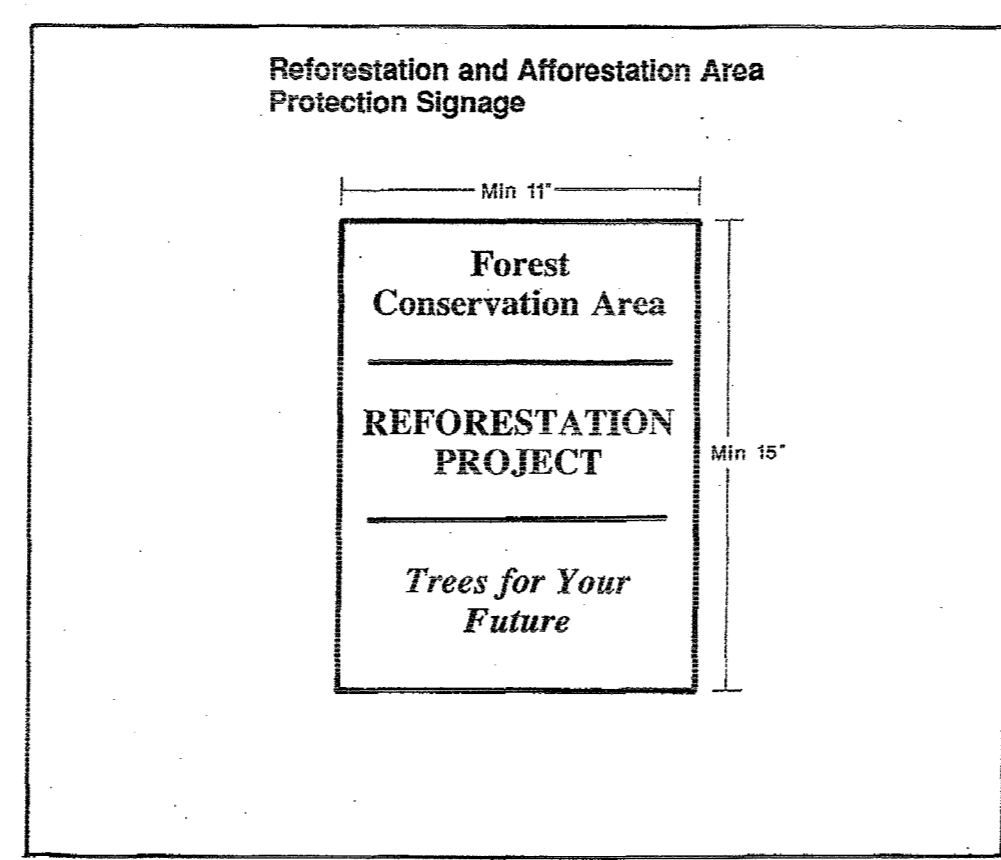 Reforestation and Afforestation Area
Protection Signage
Min 11"
Forest
Conservation Area
REFORESTATION
PROJECT
Min 15"
Trees for Your
Future